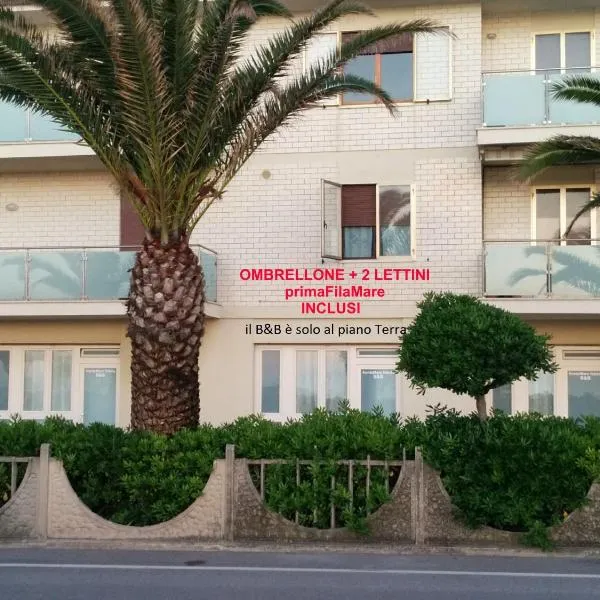 OMBRELLONE + 2 LETTINI
primaFilaMare
INCLUSI
il B&B è solo al piano Terra
B&B
B&B
B&B